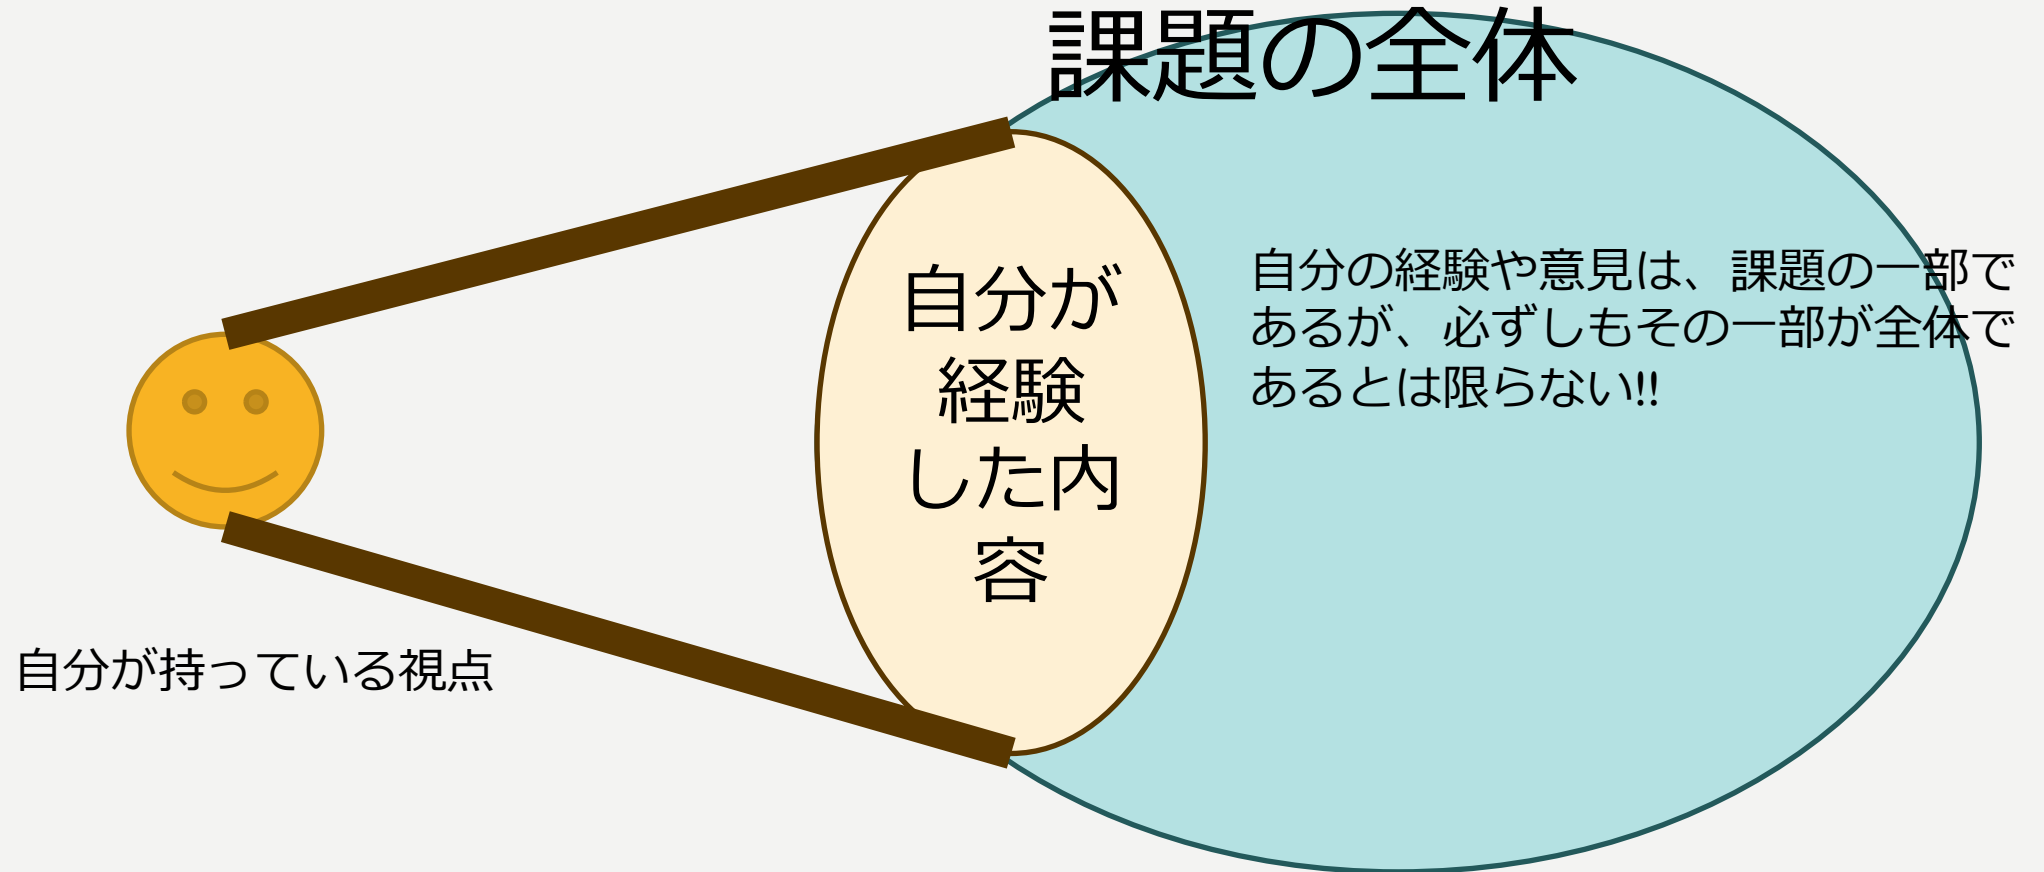 課題の全体
自分の経験や意見は、課題の一部で
あるが、必ずしもその一部が全体で
あるとは限らない!!
自分が
経験
した内
容
自分が持っている視点